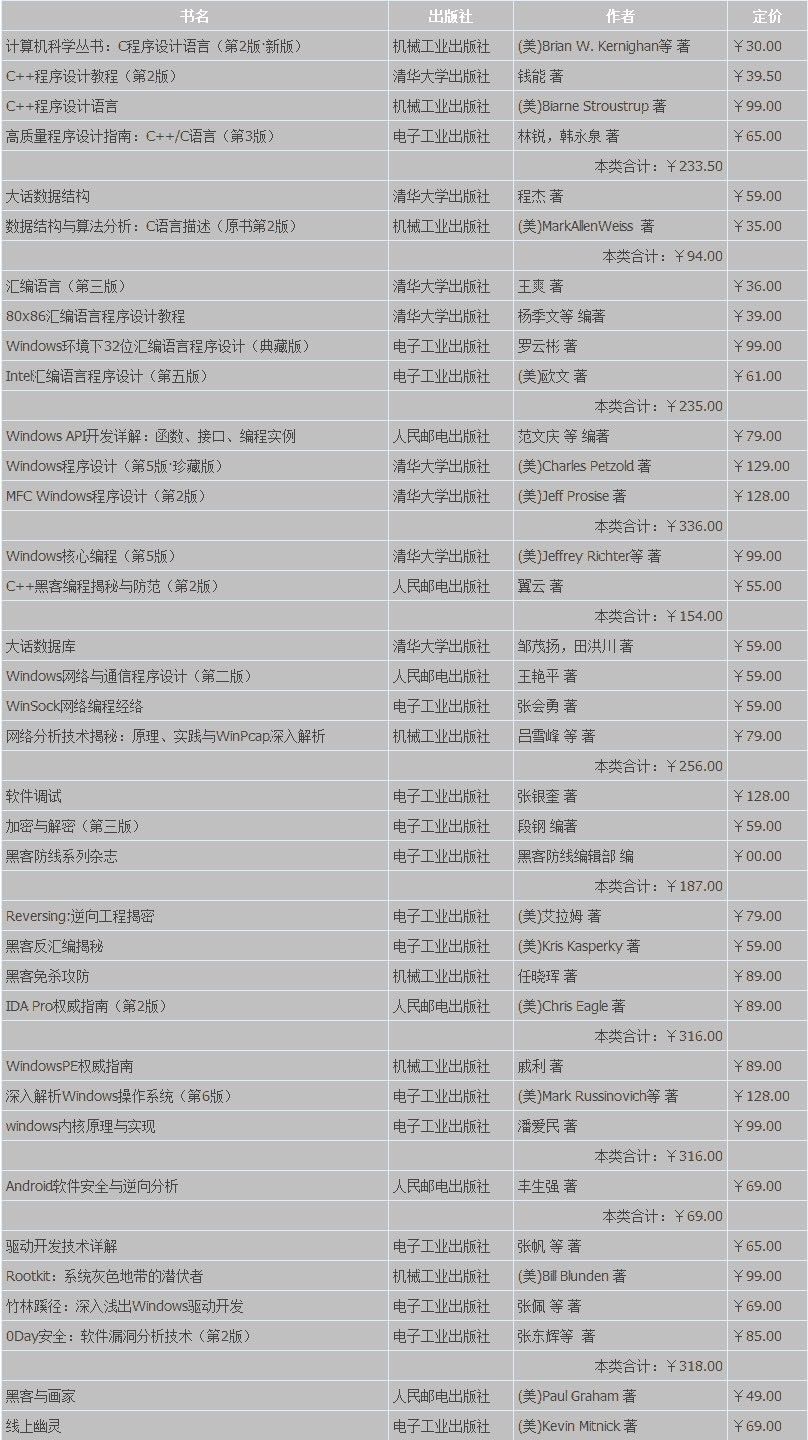 书名 出版社 作者 定价
计算机科学丛书：C程序设计语言（第2版·新版） 机械工业出版社 (美)Brian W. Kernighan等 著 ￥30.00
C++程序设计教程（第2版） 清华大学出版社 钱能 著 ￥39.50
C++程序设计语言 机械工业出版社 (美)Biarne Stroustrup 著 ￥99.00
高质量程序设计指南：C++/C语言（第3版） 电子工业出版社 林锐，韩永泉 著 ￥65.00
本类合计：￥233.50
大话数据结构 清华大学出版社 程杰 著 ￥59.00
数据结构与算法分析：C语言描述（原书第2版） 机械工业出版社 (美)MarkAllenWeiss 著 ￥35.00
本类合计：￥94.00
汇编语言（第三版） 清华大学出版社 王爽 著 ￥36.00
80x86汇编语言程序设计教程 清华大学出版社 杨季文等 编著 ￥39.00
Windows环境下32位汇编语言程序设计（典藏版） 电子工业出版社 罗云彬 著 ￥99.00
Intel汇编语言程序设计（第五版） 电子工业出版社 (美)欧文 著 ￥61.00
本类合计：￥235.00
Windows API开发详解：函数、接口、编程实例 人民邮电出版社 范文庆 等 编著 ￥79.00
Windows程序设计（第5版·珍藏版） 清华大学出版社 (美)Charles Petzold 著 ￥129.00
MFC Windows程序设计（第2版） 清华大学出版社 (美)Jeff Prosise 著 ￥128.00
本类合计：￥336.00
Windows核心编程（第5版） 清华大学出版社 (美)Jeffrey Richter等 著 ￥99.00
C++黑客编程揭秘与防范（第2版） 人民邮电出版社 翼云 著 ￥55.00
本类合计：￥154.00
大话数据库 清华大学出版社 邹茂扬，田洪川 著 ￥59.00
Windows网络与通信程序设计（第二版） 人民邮电出版社 王艳平 著 ￥59.00
WinSock网络编程经络 电子工业出版社 张会勇 著 ￥59.00
网络分析技术揭秘：原理、实践与WinPcap深入解析 机械工业出版社 吕雪峰 等 著 ￥79.00
本类合计：￥256.00
软件调试 电子工业出版社 张银奎 著 ￥128.00
加密与解密（第三版） 电子工业出版社 段钢 编著 ￥59.00
黑客防线系列杂志 电子工业出版社 黑客防线编辑部 编 ￥00.00
本类合计：￥187.00
Reversing:逆向工程揭密 电子工业出版社 (美)艾拉姆 著 ￥79.00
黑客反汇编揭秘 电子工业出版社 (美)Kris Kasperky 著 ￥59.00
黑客免杀攻防 机械工业出版社 任晓珲 著 ￥89.00
IDA Pro权威指南（第2版） 人民邮电出版社 (美)Chris Eagle 著 ￥89.00
本类合计：￥316.00
WindowsPE权威指南 机械工业出版社 戚利 著 ￥89.00
深入解析Windows操作系统（第6版） 电子工业出版社 (美)Mark Russinovich等 著 ￥128.00
windows内核原理与实现 电子工业出版社 潘爱民 著 ￥99.00
本类合计：￥316.00
Android软件安全与逆向分析 人民邮电出版社 丰生强 著 ￥69.00
本类合计：￥69.00
驱动开发技术详解 电子工业出版社 张帆 等 著 ￥65.00
Rootkit：系统灰色地带的潜伏者 机械工业出版社 (美)Bill Blunden 著 ￥99.00
竹林蹊径：深入浅出Windows驱动开发 电子工业出版社 张佩 等 著 ￥69.00
0Day安全：软件漏洞分析技术（第2版） 电子工业出版社 张东辉等 著 ￥85.00
本类合计：￥318.00
黑客与画家 人民邮电出版社 (美)Paul Graham 著 ￥49.00
线上幽灵 电子工业出版社 (美)Kevin Mitnick 著 ￥69.00